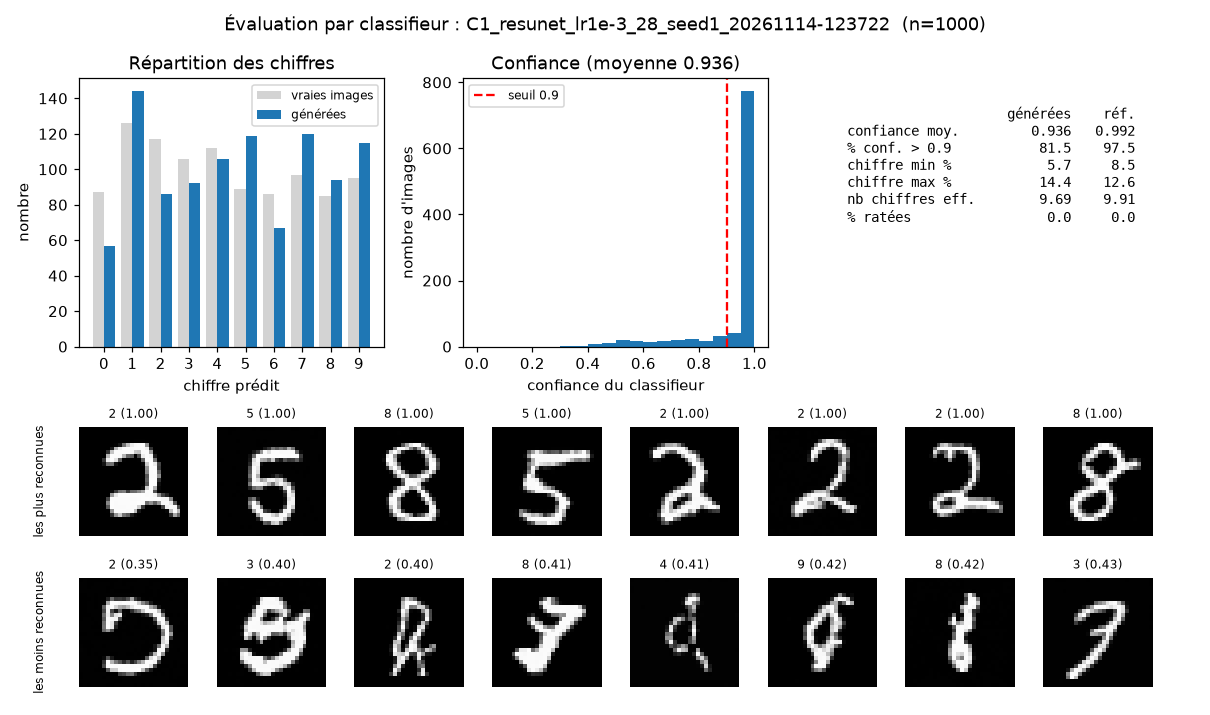 Évaluation par classifieur : C1_resunet_lr1e-3_28_seed1_20261114-123722 (n=1000)
Répartition des chiffres
nombre
140
120
100
80
60
40
20
0
vraies images
générées
0 1 2 3 4 5 6 7 8 9
chiffre prédit
Confiance (moyenne 0.936)
nombre d'images
800
600
400
200
0
seuil 0.9
0.0 0.2 0.4 0.6 0.8 1.0
confiance du classifieur
générées réf.
confiance moy. 0.936 0.992
% conf. > 0.9 81.5 97.5
chiffre min % 5.7 8.5
chiffre max % 14.4 12.6
nb chiffres eff. 9.69 9.91
% ratées 0.0 0.0
les plus reconnues
2 (1.00) 5 (1.00) 8 (1.00) 5 (1.00) 2 (1.00) 2 (1.00) 2 (1.00) 8 (1.00)
2 5 8 5 2 2 2 8
les moins reconnues
2 (0.35) 3 (0.40) 2 (0.40) 8 (0.41) 4 (0.41) 9 (0.42) 8 (0.42) 3 (0.43)